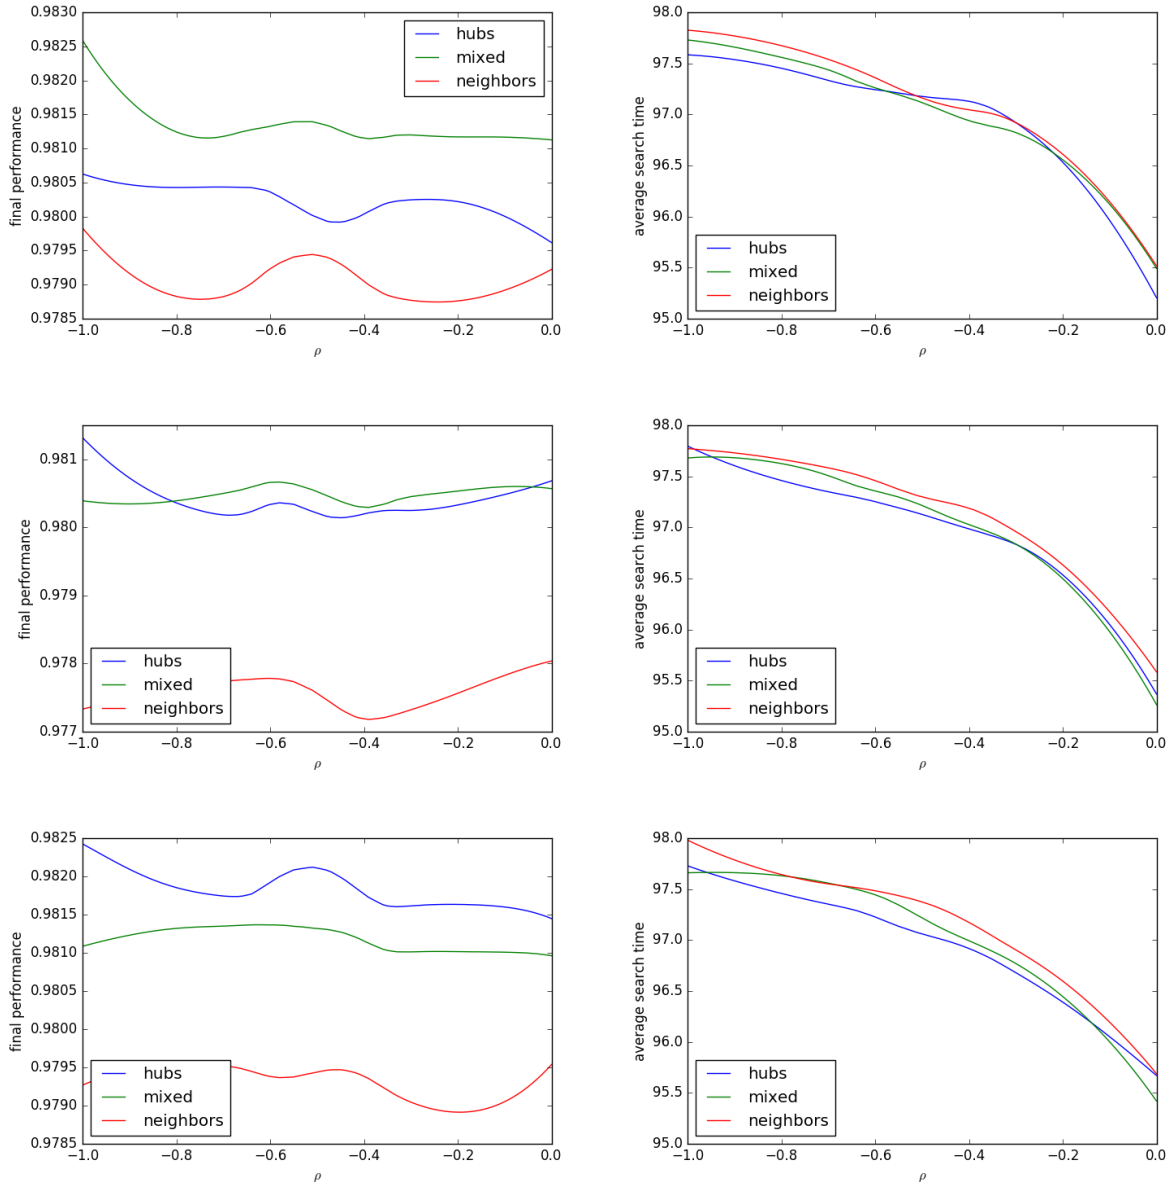 0.9830
0.9825
0.9820
0.9815
0.9810
0.9805
0.9800
0.9795
0.9790
0.9785
final performance
hubs
mixed
neighbors
−1.0 −0.8 −0.6 −0.4 −0.2 0.0
ρ
98.0
97.5
97.0
96.5
96.0
95.5
95.0
average search time
hubs
mixed
neighbors
−1.0 −0.8 −0.6 −0.4 −0.2 0.0
ρ
0.981
0.980
0.979
0.978
0.977
final performance
hubs
mixed
neighbors
−1.0 −0.8 −0.6 −0.4 −0.2 0.0
ρ
98.0
97.5
97.0
96.5
96.0
95.5
95.0
average search time
hubs
mixed
neighbors
−1.0 −0.8 −0.6 −0.4 −0.2 0.0
ρ
0.9825
0.9820
0.9815
0.9810
0.9805
0.9800
0.9795
0.9790
0.9785
final performance
hubs
mixed
neighbors
−1.0 −0.8 −0.6 −0.4 −0.2 0.0
ρ
98.0
97.5
97.0
96.5
96.0
95.5
95.0
average search time
hubs
mixed
neighbors
−1.0 −0.8 −0.6 −0.4 −0.2 0.0
ρ